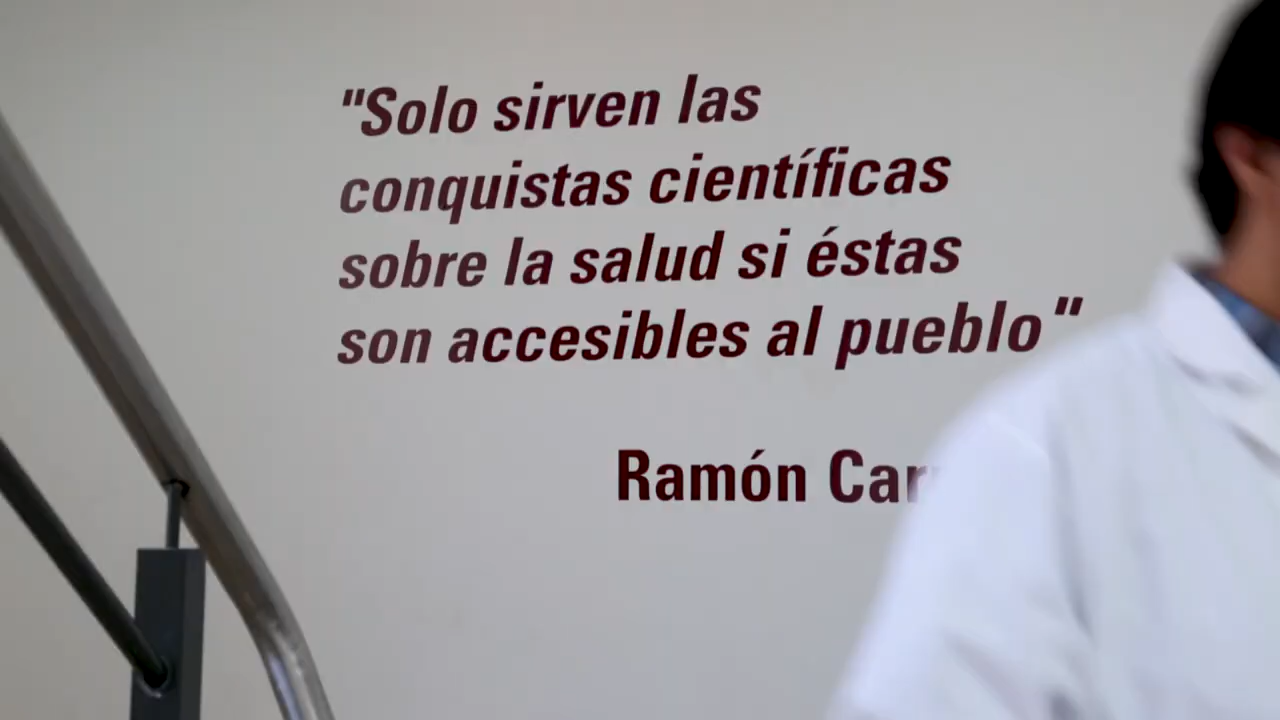 "Solo sirven las
conquistas científicas
sobre la salud si éstas
son accesibles al pueblo"
Ramón